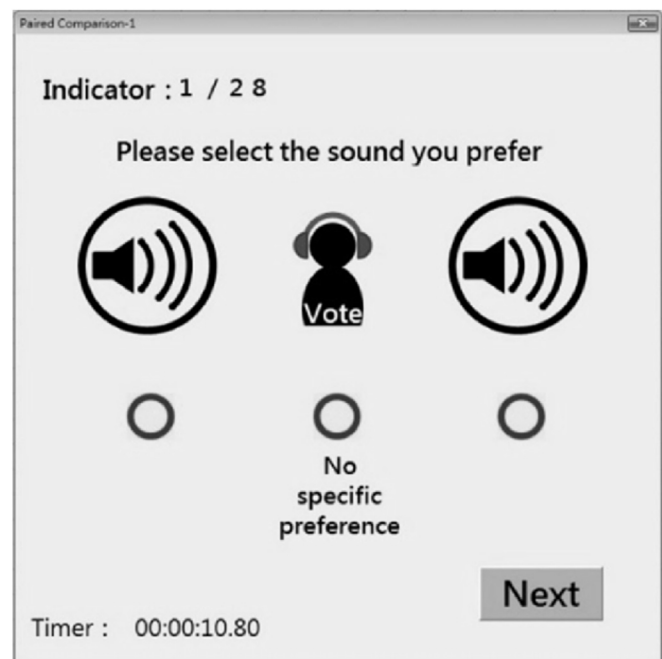 Paired Comparison-1
Indicator : 1 / 2 8
Please select the sound you prefer
Vote
No
specific
preference
Next
Timer : 00:00:10.80